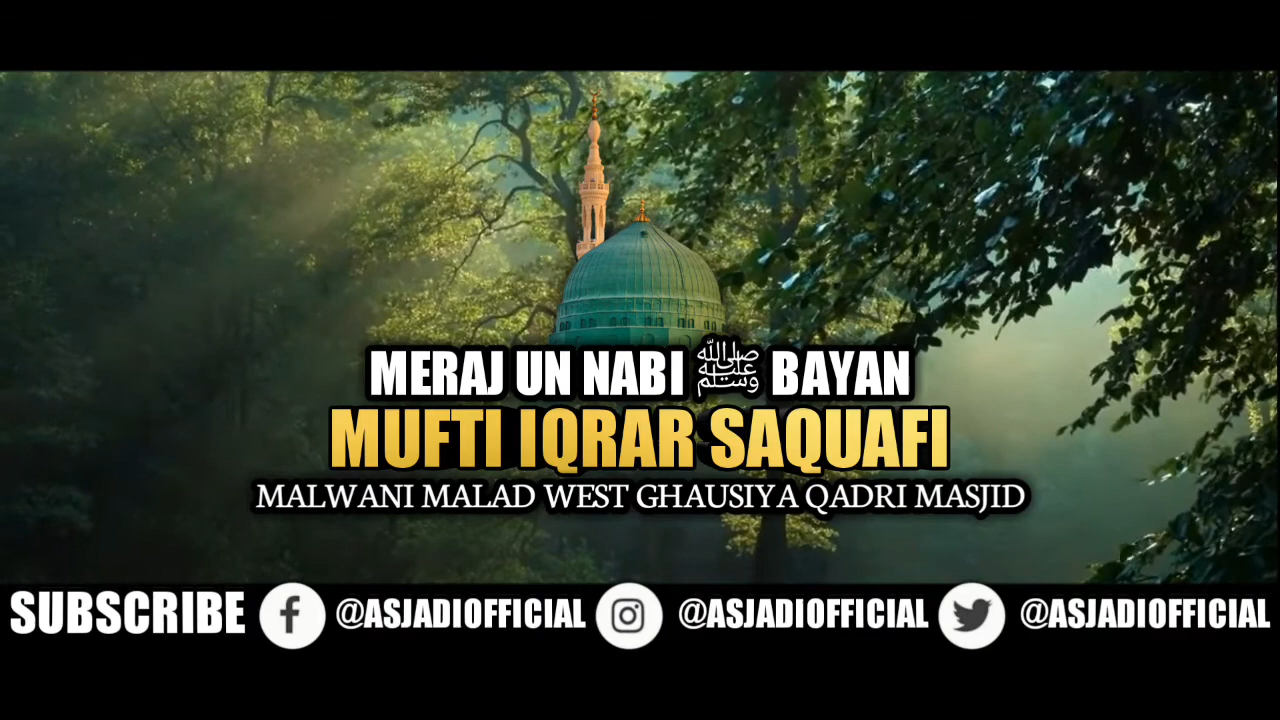 MERAJ UN NABI ﷺ BAYAN
MUFTI IQRAR SAQUAFI
MALWANI MALAD WEST GHAUSIYA QADRI MASJID
SUBSCRIBE @ASJADIOFFICIAL @ASJADIOFFICIAL @ASJADIOFFICIAL